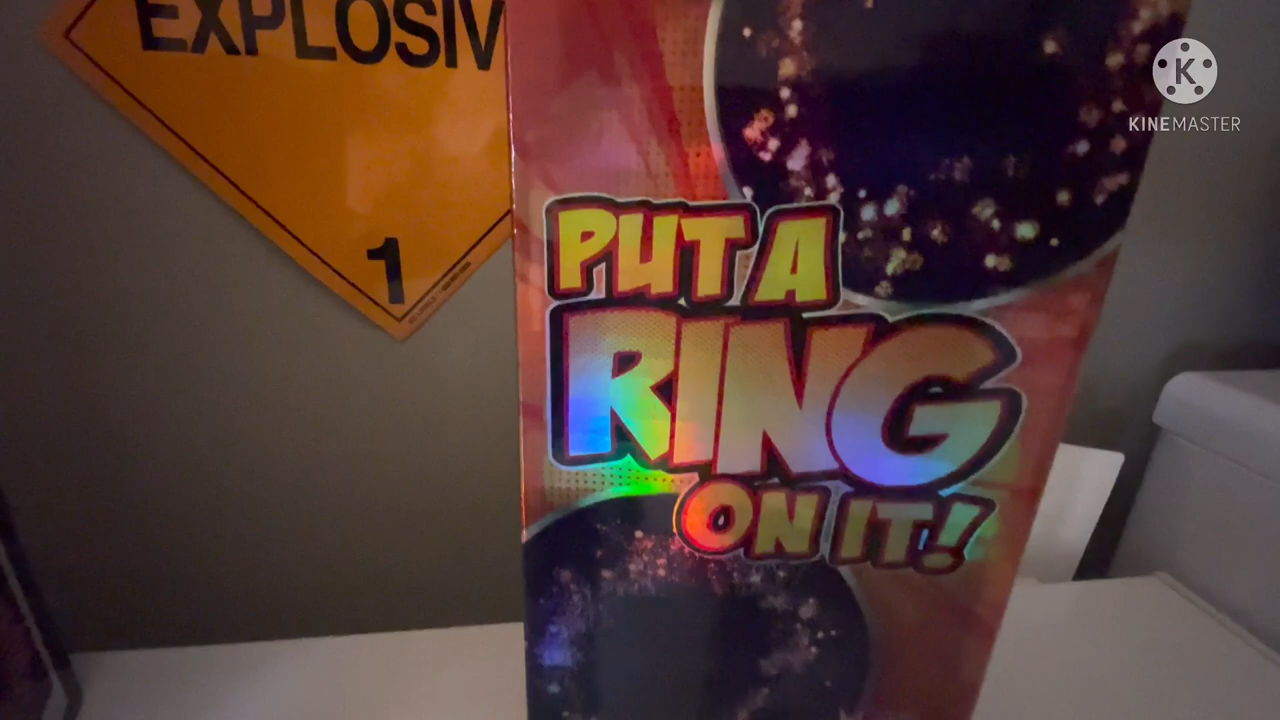 EXPLOSIV
1
PUT A
RING
ON IT!
K
KINEMASTER